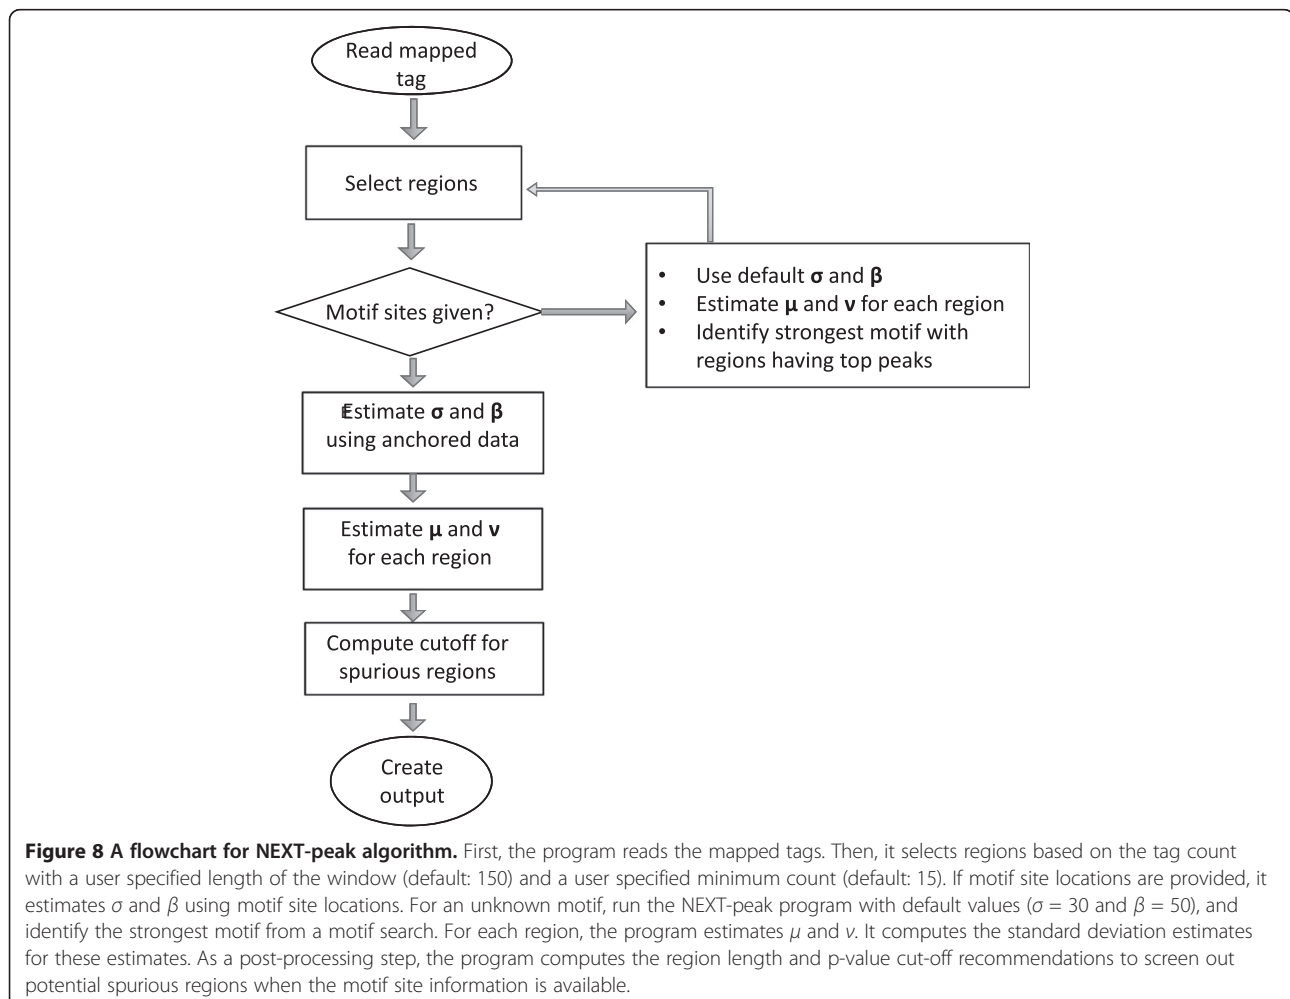 Read mapped
tag
Select regions
Motif sites given?
• Use default σ and β
• Estimate μ and ν for each region
• Identify strongest motif with
regions having top peaks
Estimate σ and β
using anchored data
Estimate μ and ν
for each region
Compute cutoff for
spurious regions
Create
output
Figure 8 A flowchart for NEXT-peak algorithm. First, the program reads the mapped tags. Then, it selects regions based on the tag count
with a user specified length of the window (default: 150) and a user specified minimum count (default: 15). If motif site locations are provided, it
estimates σ and β using motif site locations. For an unknown motif, run the NEXT-peak program with default values (σ = 30 and β = 50), and
identify the strongest motif from a motif search. For each region, the program estimates μ and ν. It computes the standard deviation estimates
for these estimates. As a post-processing step, the program computes the region length and p-value cut-off recommendations to screen out
potential spurious regions when the motif site information is available.